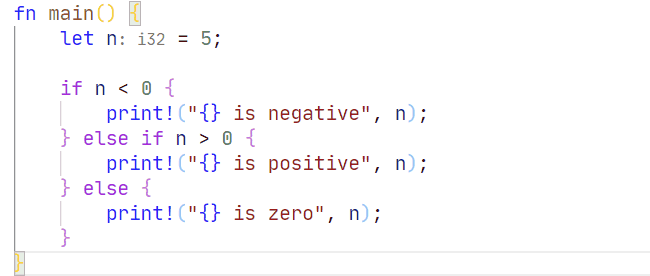 fn main() {
    let n: i32 = 5;

    if n < 0 {
        print!("{} is negative", n);
    } else if n > 0 {
        print!("{} is positive", n);
    } else {
        print!("{} is zero", n);
    }
}